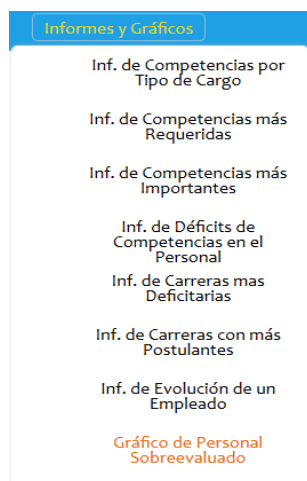 Informes y Gráficos
Inf. de Competencias por
Tipo de Cargo
Inf. de Competencias más
Requeridas
Inf. de Competencias más
Importantes
Inf. de Déficits de
Competencias en el
Personal
Inf. de Carreras mas
Deficitarias
Inf. de Carreras con más
Postulantes
Inf. de Evolución de un
Empleado
Gráfico de Personal
Sobreevaluado